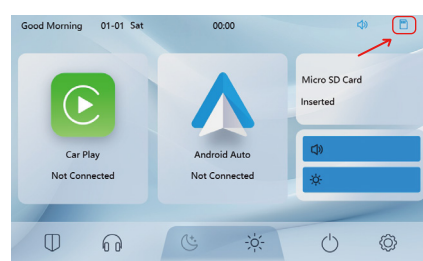 Good Morning 01-01 Sat 00:00
Car Play
Not Connected
Android Auto
Not Connected
Micro SD Card
Inserted